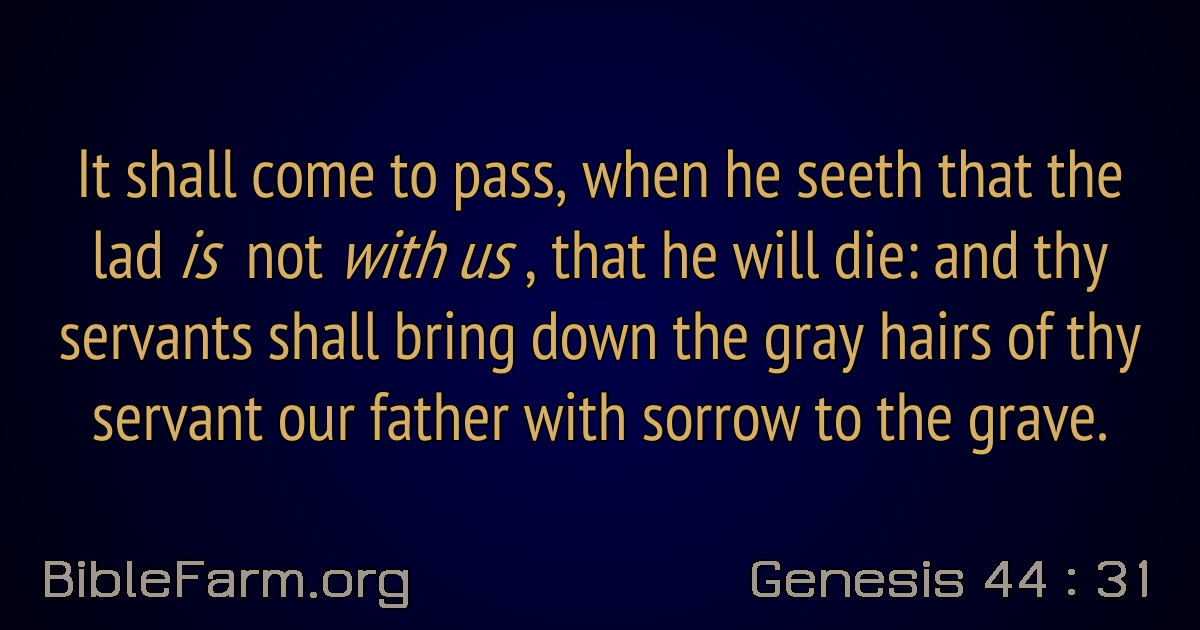 It shall come to pass, when he seeth that the
lad is not with us , that he will die: and thy
servants shall bring down the gray hairs of thy
servant our father with sorrow to the grave.
BibleFarm.org
Genesis 44 : 31